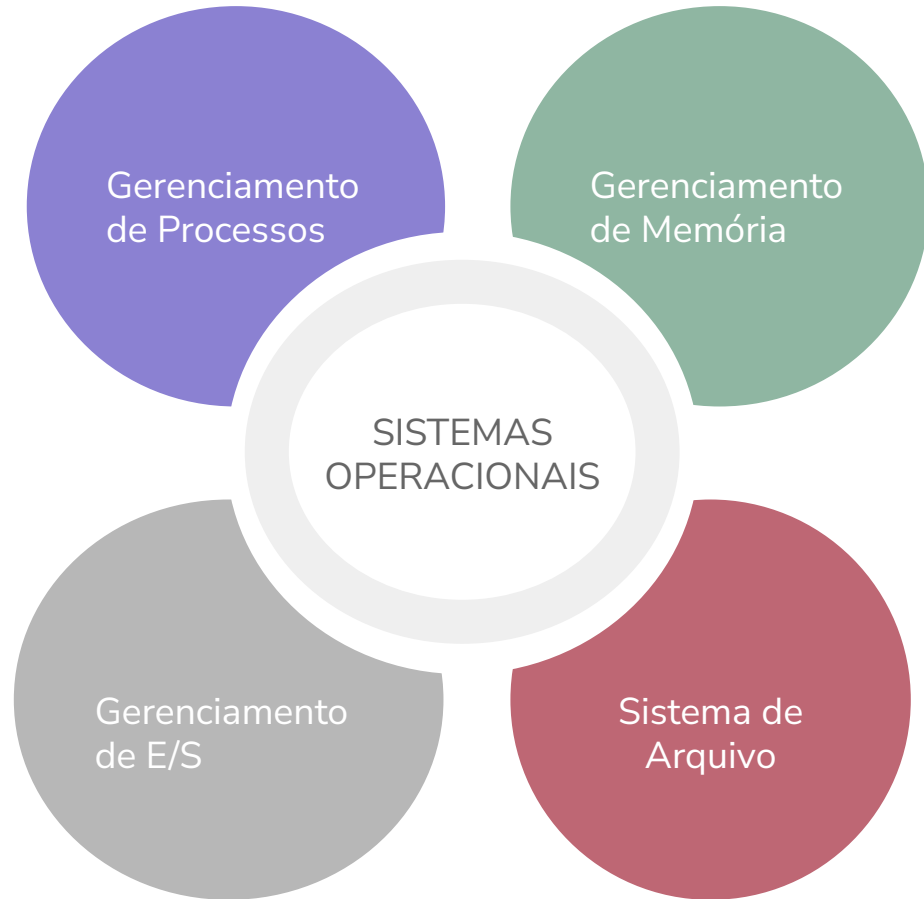 Gerenciamento
de Processos
Gerenciamento
de Memória
SISTEMAS
OPERACIONAIS
Gerenciamento
de E/S
Sistema de
Arquivo